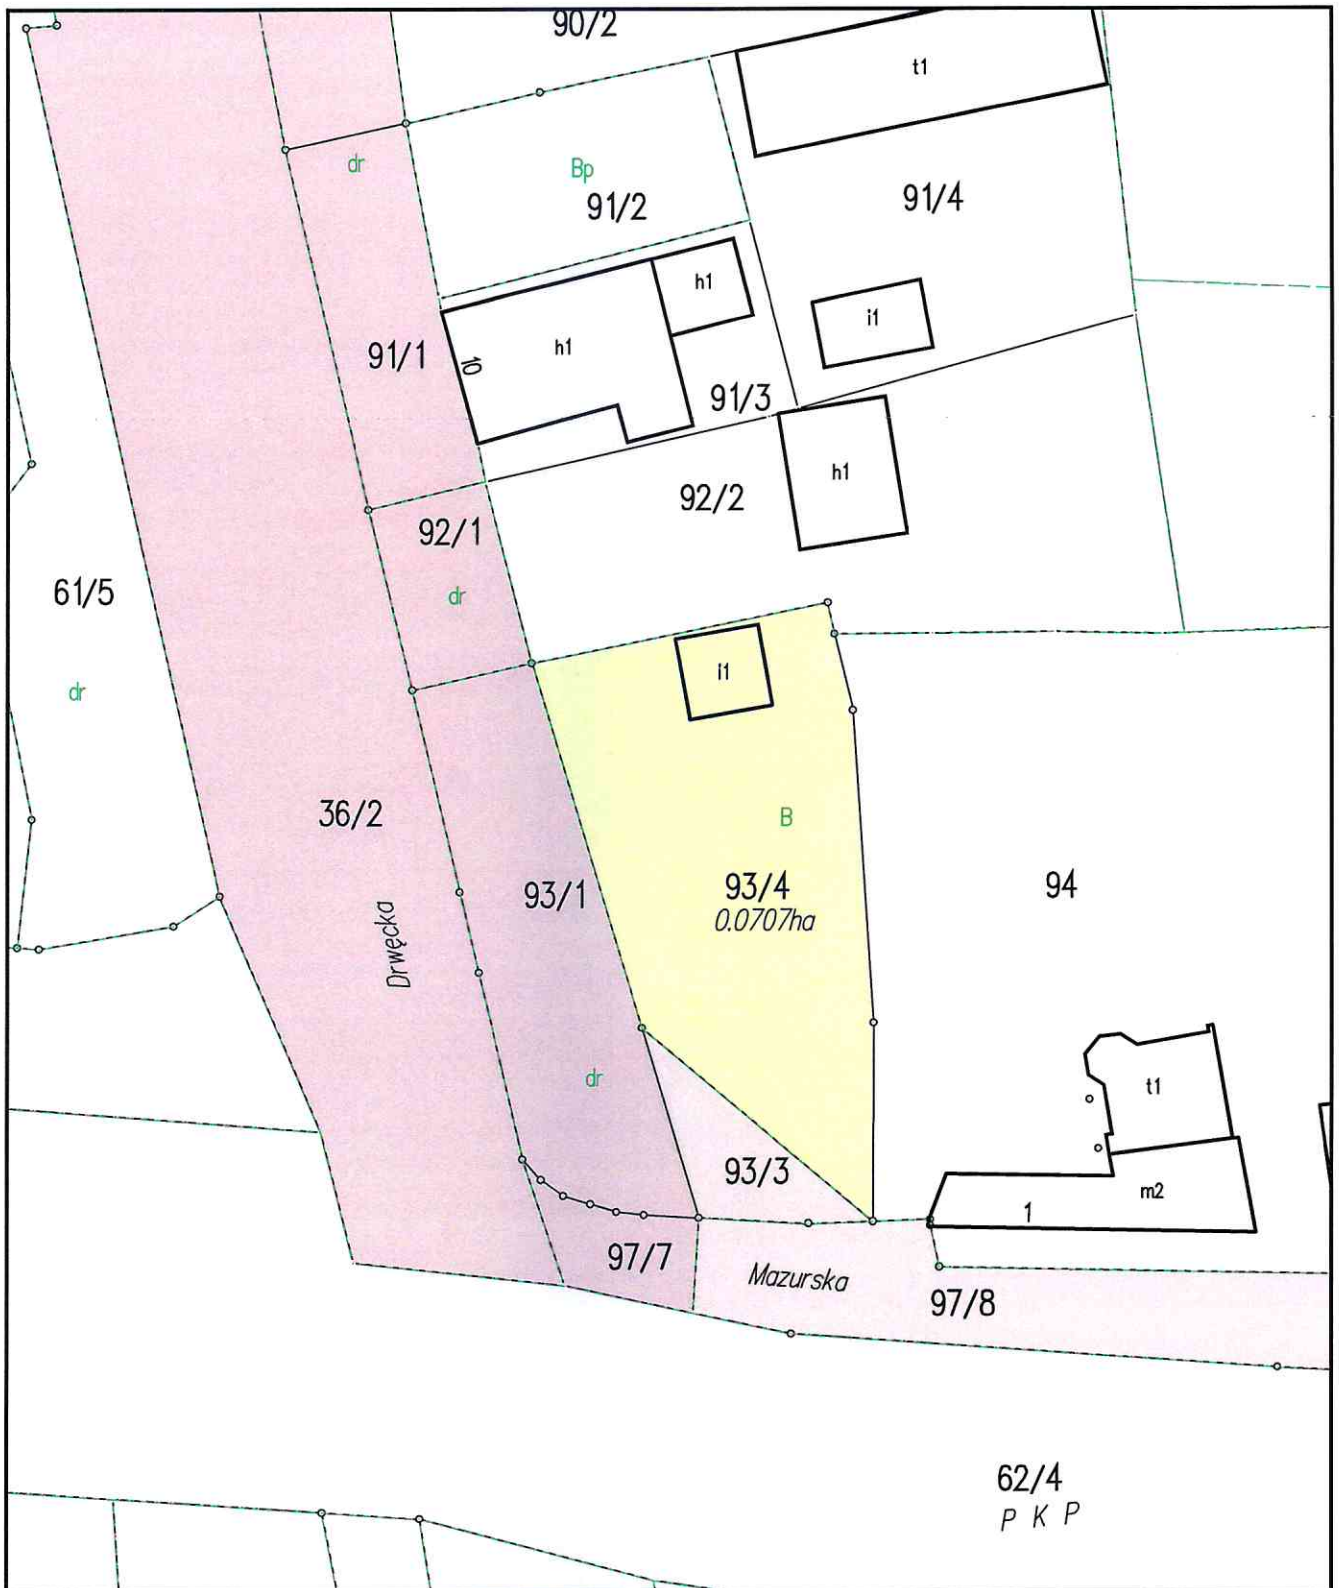 90/2
t1
dr
Bp
91/2
91/4
h1
i1
91/1
10
h1
91/3
h1
92/2
92/1
61/5
dr
i1
dr
36/2
B
93/1
93/4
94
0.0707ha
Drwęcka
dr
t1
93/3
m2
1
97/7
Mazurska
97/8
62/4
P K P